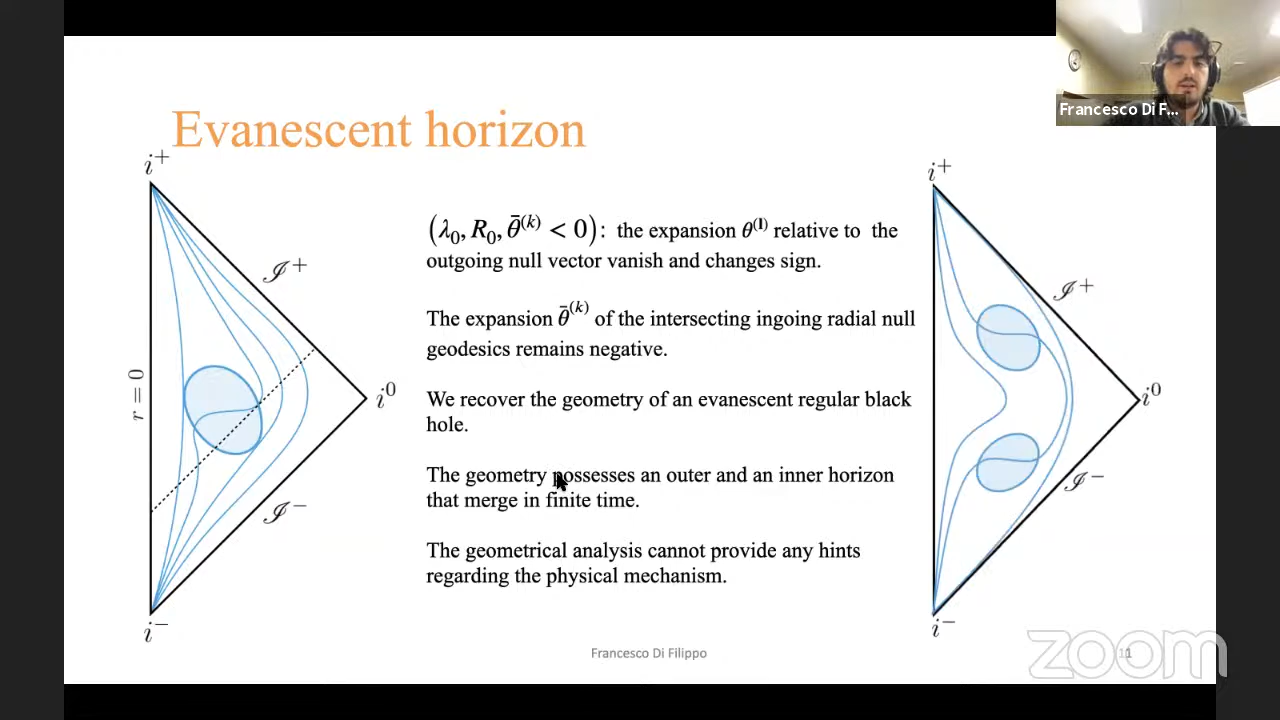 Francesco Di F...
Evanescent horizon
i⁺
𝓘⁺
r = 0
i⁰
𝓘⁻
i⁻
(λ₀, R₀, θ̄⁽ᵏ⁾ < 0): the expansion θ⁽ˡ⁾ relative to the
outgoing null vector vanish and changes sign.
The expansion θ̄⁽ᵏ⁾ of the intersecting ingoing radial null
geodesics remains negative.
We recover the geometry of an evanescent regular black
hole.
The geometry possesses an outer and an inner horizon
that merge in finite time.
The geometrical analysis cannot provide any hints
regarding the physical mechanism.
i⁺
𝓘⁺
i⁰
𝓘⁻
i⁻
Francesco Di Filippo
11
zoom